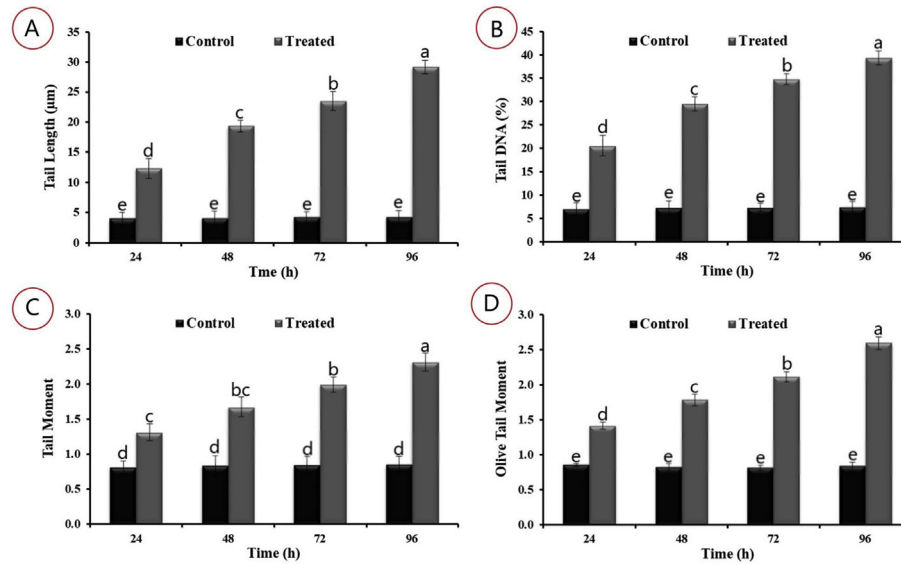 A
Control Treated
35
30
25
20
15
10
5
0
Tail Length (µm)
e d e c e b e a
24 48 72 96
Tme (h)
B
Control Treated
45
40
35
30
25
20
15
10
5
0
Tail DNA (%)
e d e c e b e a
24 48 72 96
Time (h)
C
Control Treated
3.0
2.5
2.0
1.5
1.0
0.5
0.0
Tail Moment
d c d bc d b d a
24 48 72 96
Time (h)
D
Control Treated
3.0
2.5
2.0
1.5
1.0
0.5
0.0
Olive Tail Moment
e d e c e b e a
24 48 72 96
Time (h)